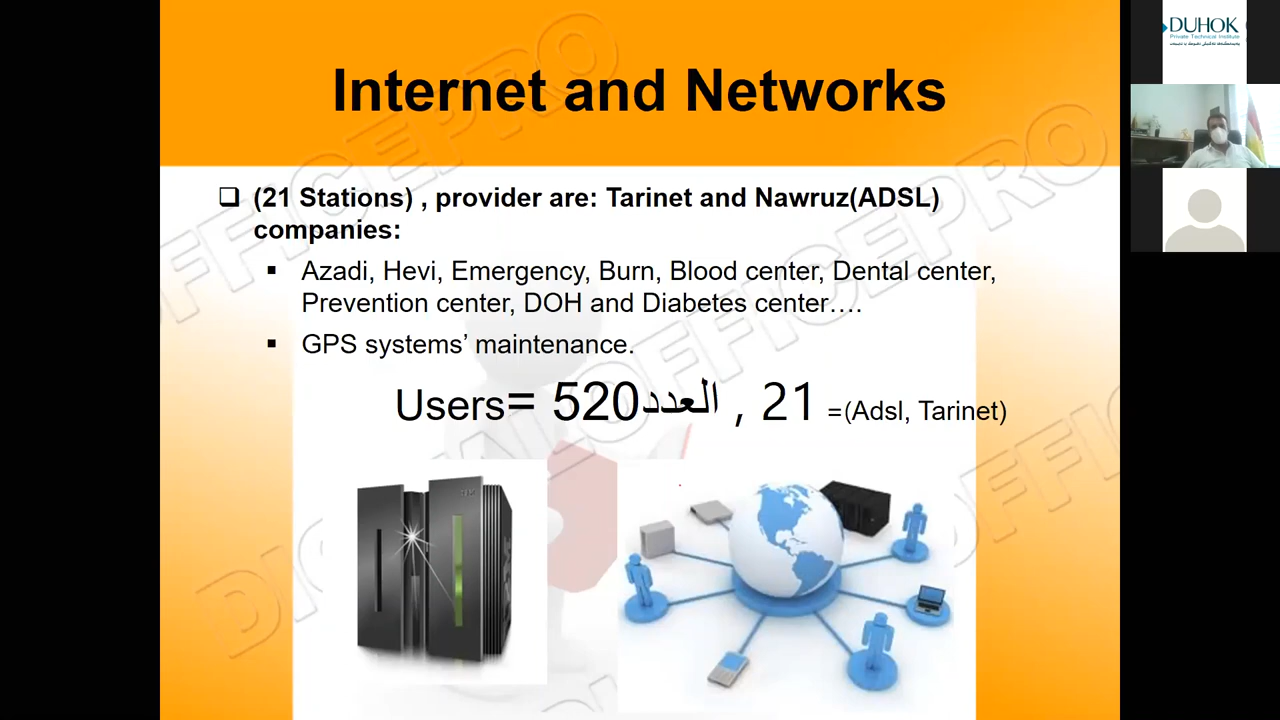 Internet and Networks
(21 Stations) , provider are: Tarinet and Nawruz(ADSL)
companies:
Azadi, Hevi, Emergency, Burn, Blood center, Dental center,
Prevention center, DOH and Diabetes center….
GPS systems’ maintenance.
Users= 520العدد , 21 =(Adsl, Tarinet)
DUHOK
Private Technical Institute